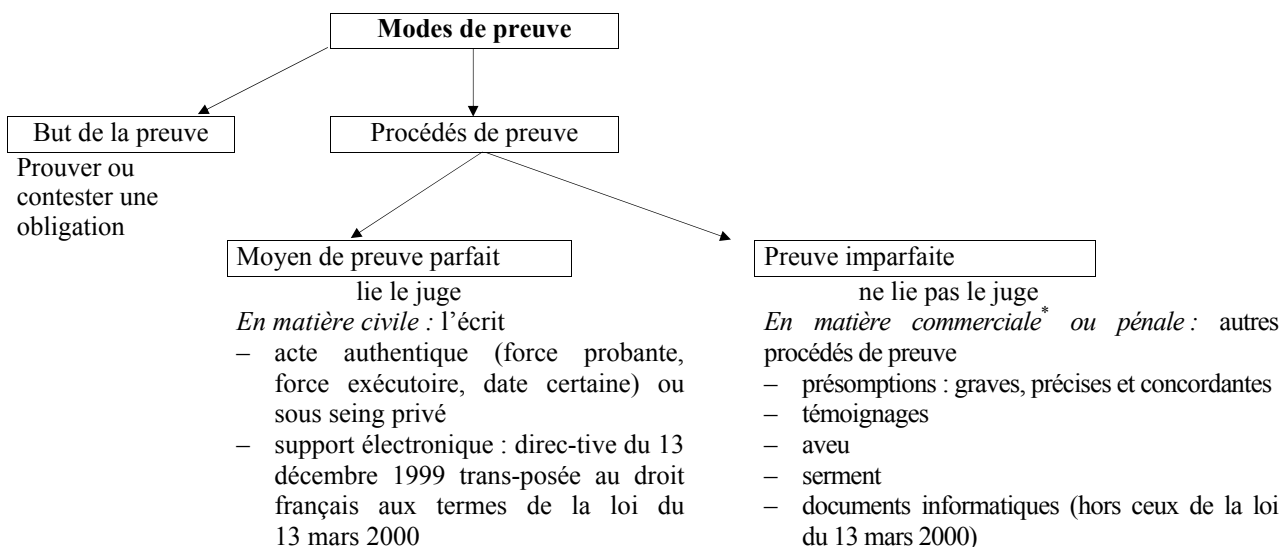 Modes de preuve
But de la preuve
Procédés de preuve
Prouver ou
contester une
obligation
Moyen de preuve parfait
lie le juge
En matière civile : l’écrit
– acte authentique (force probante,
force exécutoire, date certaine) ou
sous seing privé
– support électronique : direc-tive du 13
décembre 1999 trans-posée au droit
français aux termes de la loi du
13 mars 2000
Preuve imparfaite
ne lie pas le juge
En matière commerciale* ou pénale : autres
procédés de preuve
– présomptions : graves, précises et concordantes
– témoignages
– aveu
– serment
– documents informatiques (hors ceux de la loi
du 13 mars 2000)